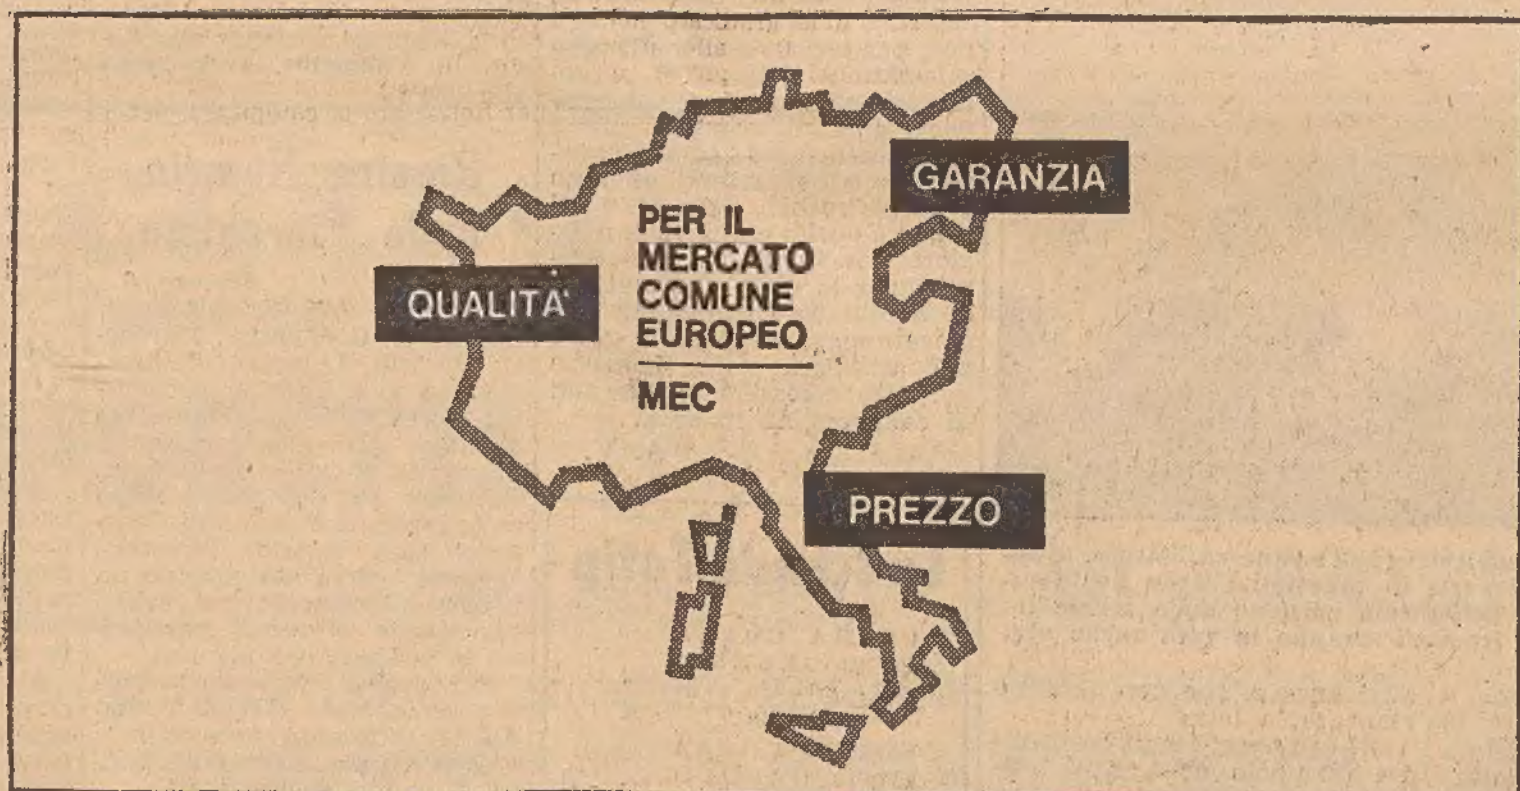 GARANZIA
PER IL
MERCATO
COMUNE
EUROPEO
MEC
QUALITA'
PREZZO